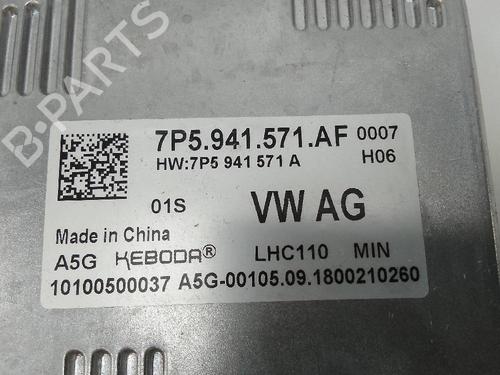 B-PARTS
7P5.941.571.AF 0007
HW:7P5 941 571 A H06
01S VW AG
Made in China
A5G KEBODA® LHC110 MIN
10100500037 A5G-00105.09.1800210260